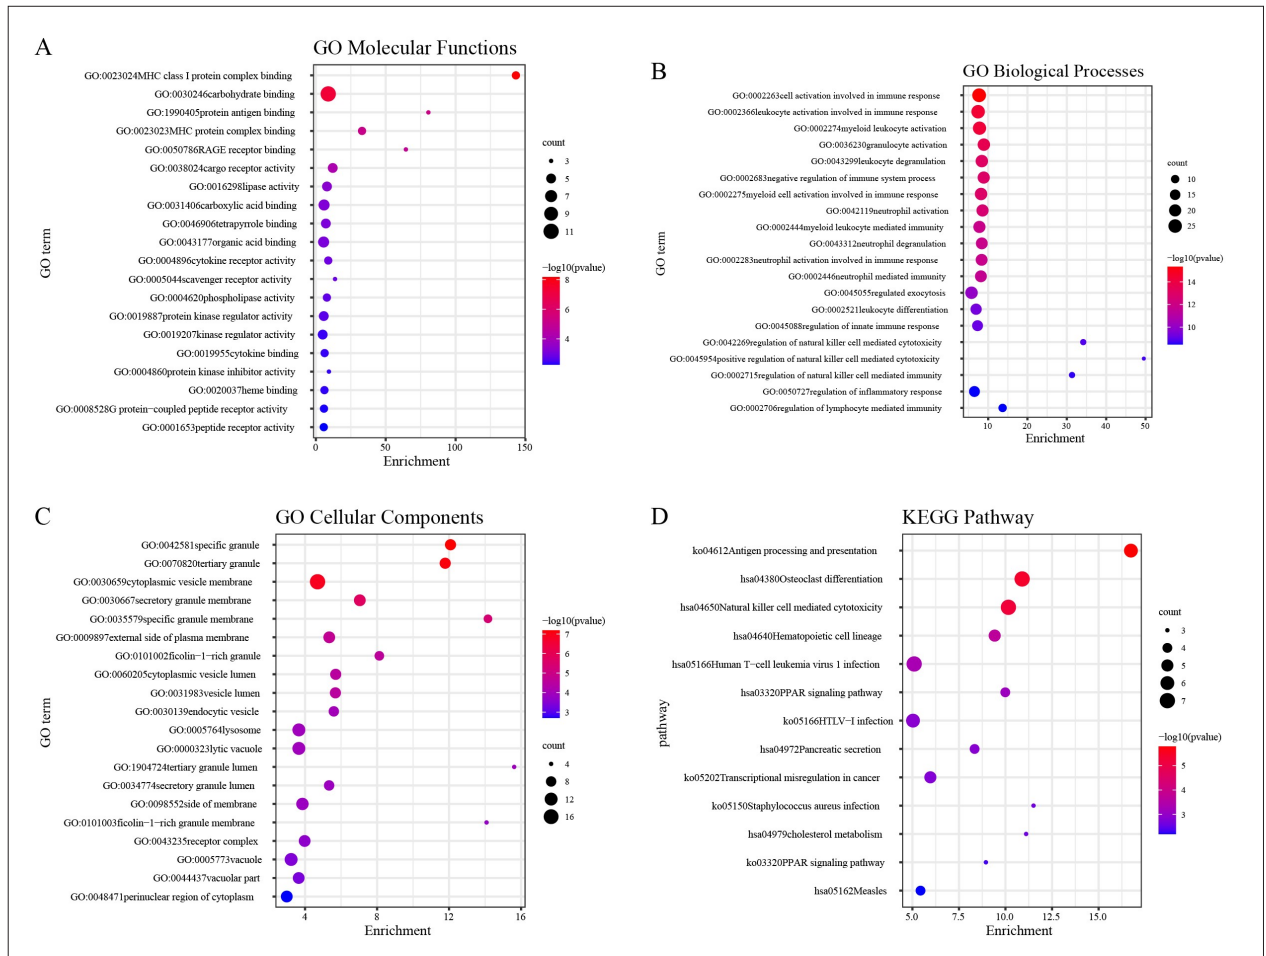 A
GO Molecular Functions
GO:0023024MHC class I protein complex binding
GO:0030246carbohydrate binding
GO:1990405protein antigen binding
GO:0023023MHC protein complex binding
GO:0050786RAGE receptor binding
GO:0038024cargo receptor activity
GO:0016298lipase activity
GO:0031406carboxylic acid binding
GO:0046906tetrapyrrole binding
GO:0043177organic acid binding
GO:0004896cytokine receptor activity
GO:0005044scavenger receptor activity
GO:0004620phospholipase activity
GO:0019887protein kinase regulator activity
GO:0019207kinase regulator activity
GO:0019955cytokine binding
GO:0004860protein kinase inhibitor activity
GO:0020037heme binding
GO:0008528G protein−coupled peptide receptor activity
GO:0001653peptide receptor activity
GO term
0 50 100 150
Enrichment
count
3
5
7
9
11
−log10(pvalue)
8
6
4
B
GO Biological Processes
GO:0002263cell activation involved in immune response
GO:0002366leukocyte activation involved in immune response
GO:0002274myeloid leukocyte activation
GO:0036230granulocyte activation
GO:0043299leukocyte degranulation
GO:0002683negative regulation of immune system process
GO:0002275myeloid cell activation involved in immune response
GO:0042119neutrophil activation
GO:0002444myeloid leukocyte mediated immunity
GO:0043312neutrophil degranulation
GO:0002283neutrophil activation involved in immune response
GO:0002446neutrophil mediated immunity
GO:0045055regulated exocytosis
GO:0002521leukocyte differentiation
GO:0045088regulation of innate immune response
GO:0042269regulation of natural killer cell mediated cytotoxicity
GO:0045954positive regulation of natural killer cell mediated cytotoxicity
GO:0002715regulation of natural killer cell mediated immunity
GO:0050727regulation of inflammatory response
GO:0002706regulation of lymphocyte mediated immunity
GO term
10 20 30 40 50
Enrichment
count
10
15
20
25
−log10(pvalue)
14
12
10
C
GO Cellular Components
GO:0042581specific granule
GO:0070820tertiary granule
GO:0030659cytoplasmic vesicle membrane
GO:0030667secretory granule membrane
GO:0035579specific granule membrane
GO:0009897external side of plasma membrane
GO:0101002ficolin−1−rich granule
GO:0060205cytoplasmic vesicle lumen
GO:0031983vesicle lumen
GO:0030139endocytic vesicle
GO:0005764lysosome
GO:0000323lytic vacuole
GO:1904724tertiary granule lumen
GO:0034774secretory granule lumen
GO:0098552side of membrane
GO:0101003ficolin−1−rich granule membrane
GO:0043235receptor complex
GO:0005773vacuole
GO:0044437vacuolar part
GO:0048471perinuclear region of cytoplasm
GO term
4 8 12 16
Enrichment
−log10(pvalue)
7
6
5
4
3
count
4
8
12
16
D
KEGG Pathway
ko04612Antigen processing and presentation
hsa04380Osteoclast differentiation
hsa04650Natural killer cell mediated cytotoxicity
hsa04640Hematopoietic cell lineage
hsa05166Human T−cell leukemia virus 1 infection
hsa03320PPAR signaling pathway
ko05166HTLV−I infection
hsa04972Pancreatic secretion
ko05202Transcriptional misregulation in cancer
ko05150Staphylococcus aureus infection
hsa04979cholesterol metabolism
ko03320PPAR signaling pathway
hsa05162Measles
pathway
5.0 7.5 10.0 12.5 15.0
Enrichment
count
3
4
5
6
7
−log10(pvalue)
5
4
3